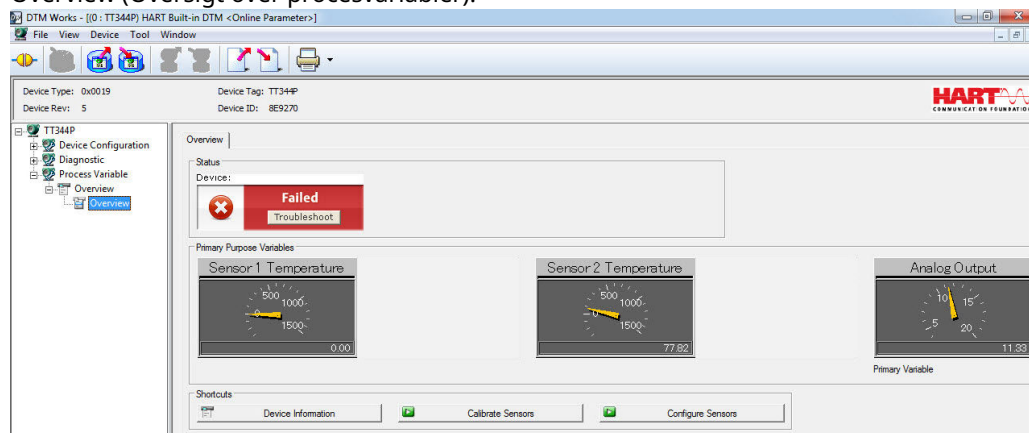 Overview (Oversigt over procesvariabler).
DTM Works - [(0 : TT344P) HART Built-in DTM <Online Parameter>]
File View Device Tool Window
Device Type: 0x0019 Device Tag: TT344P
Device Rev: 5 Device ID: 8E9270
HART
COMMUNICATION FOUNDATIO
TT344P
Device Configuration
Diagnostic
Process Variable
Overview
Overview
Overview
Status
Device:
Failed
Troubleshoot
Primary Purpose Variables
Sensor 1 Temperature
500
1000
0
1500
0.00
Sensor 2 Temperature
500
1000
0
1500
77.82
Analog Output
10
15
5
20
11.33
Primary Variable
Shortcuts
Device Information
Calibrate Sensors
Configure Sensors